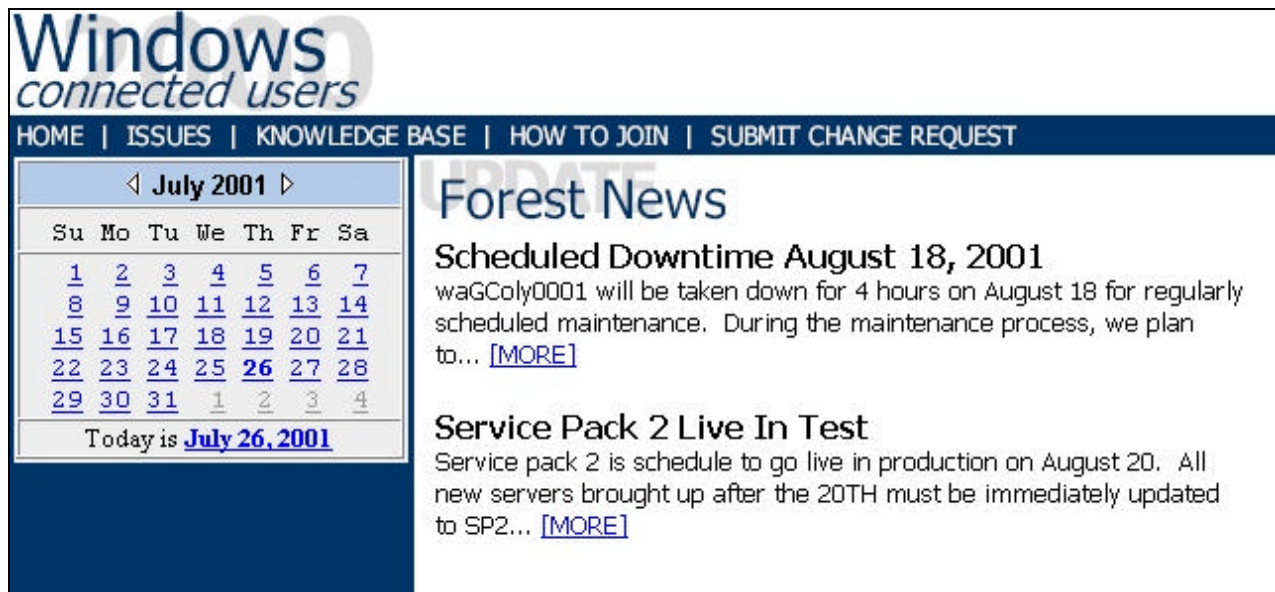 2000
Windows
connected users
HOME | ISSUES | KNOWLEDGE BASE | HOW TO JOIN | SUBMIT CHANGE REQUEST
July 2001
Su Mo Tu We Th Fr Sa
1 2 3 4 5 6 7
8 9 10 11 12 13 14
15 16 17 18 19 20 21
22 23 24 25 26 27 28
29 30 31 1 2 3 4
Today is July 26, 2001
UPDATE
Forest News
Scheduled Downtime August 18, 2001
waGColy0001 will be taken down for 4 hours on August 18 for regularly
scheduled maintenance. During the maintenance process, we plan
to... [MORE]
Service Pack 2 Live In Test
Service pack 2 is schedule to go live in production on August 20. All
new servers brought up after the 20TH must be immediately updated
to SP2... [MORE]